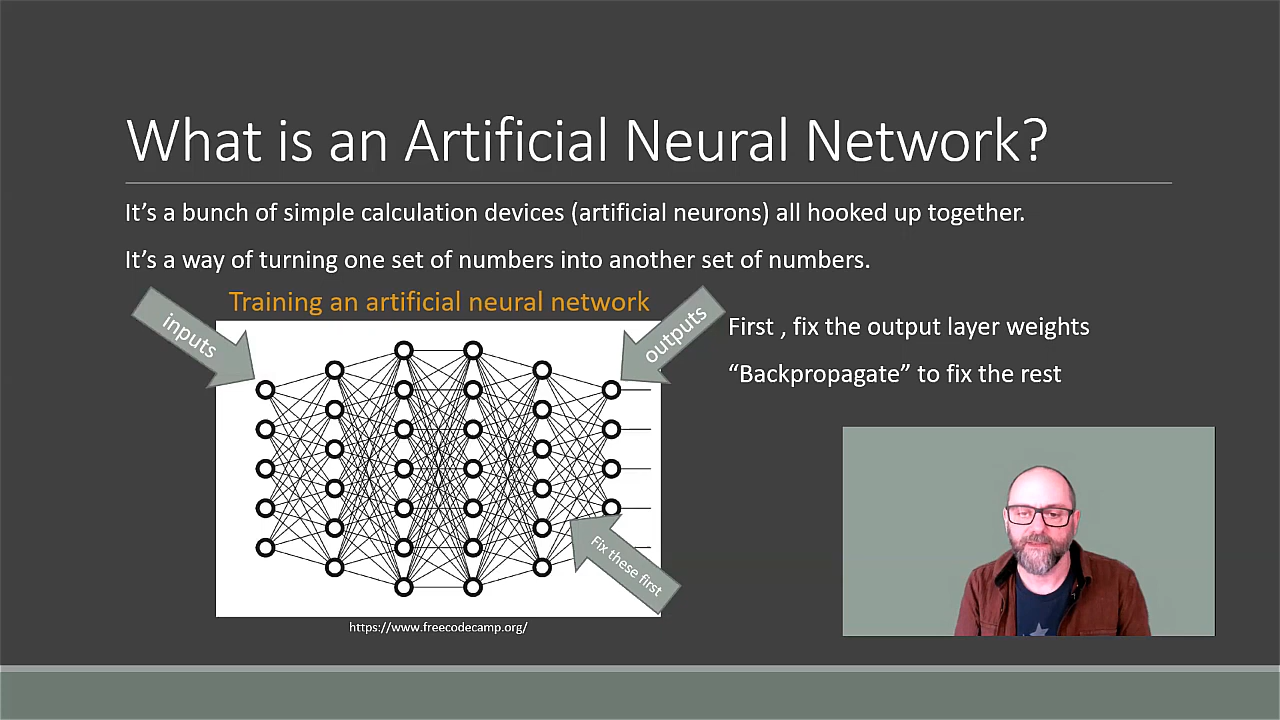 What is an Artificial Neural Network?
It’s a bunch of simple calculation devices (artificial neurons) all hooked up together.
It’s a way of turning one set of numbers into another set of numbers.
Training an artificial neural network
inputs
outputs
First , fix the output layer weights
“Backpropagate” to fix the rest
Fix these first
https://www.freecodecamp.org/